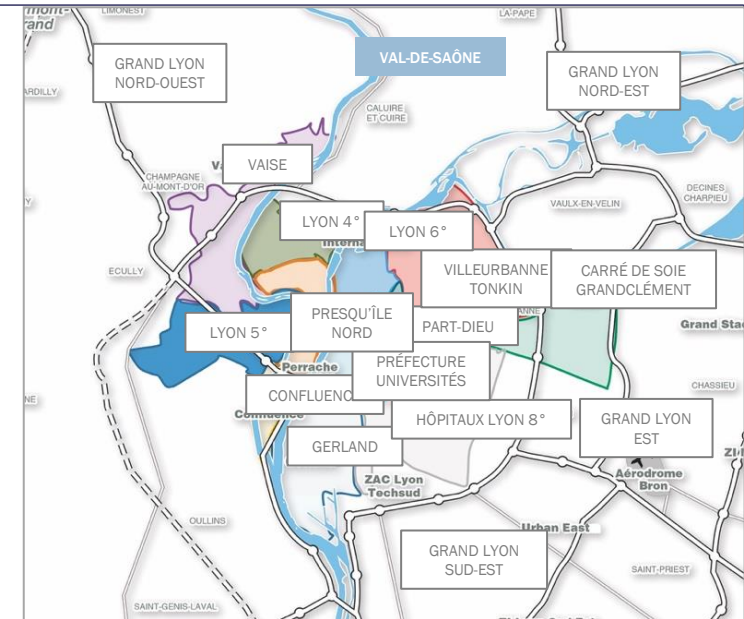 LIMONEST
LA-PAPE
GRAND LYON
NORD-OUEST
VAL-DE-SAÔNE
GRAND LYON
NORD-EST
CALUIRE
ET CUIRE
VAISE
CHAMPAGNE
AU-MONT-D'OR
DECINES
CHARPIEU
VAULX-EN-VELIN
LYON 4°
LYON 6°
ECULLY
VILLEURBANNE
TONKIN
CARRÉ DE SOIE
GRANDCLÉMENT
PRESQU'ÎLE
NORD
LYON 5°
PART-DIEU
Grand Stad
PRÉFECTURE
UNIVERSITÉS
Perrache
CHASSIEU
CONFLUENC
HÔPITAUX LYON 8°
GRAND LYON
EST
GERLAND
ZAC Lyon
Techsud
Aérodrome
Bron
OULLINS
Urban East
GRAND LYON
SUD-EST
SAINT-PRIEST
SAINT-GENIS-LAVAL